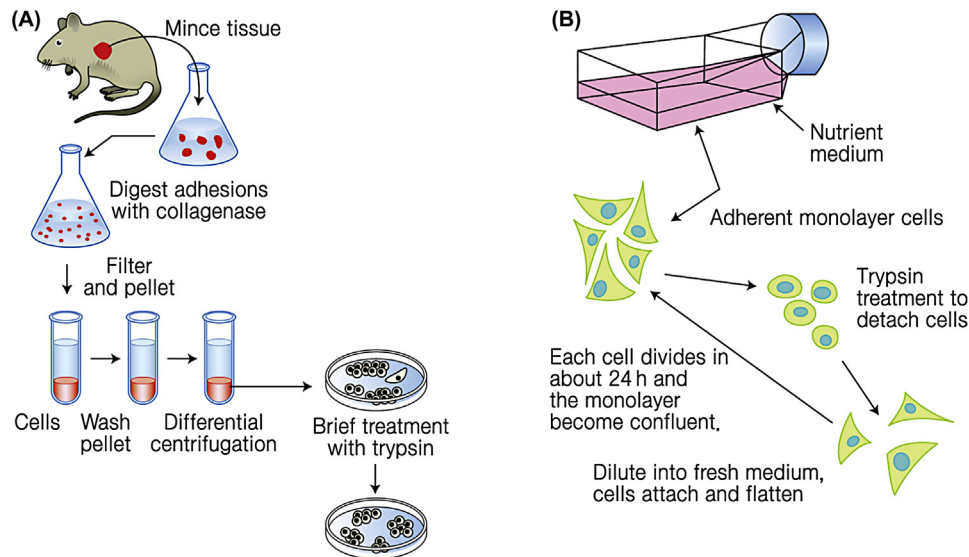 (A)
Mince tissue
Digest adhesions
with collagenase
Filter
and pellet
Cells
Wash
pellet
Differential
centrifugation
Brief treatment
with trypsin
(B)
Nutrient
medium
Adherent monolayer cells
Trypsin
treatment to
detach cells
Each cell divides in
about 24 h and
the monolayer
become confluent.
Dilute into fresh medium,
cells attach and flatten